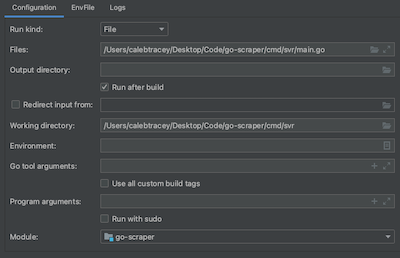 Configuration EnvFile Logs
Run kind: File
Files: /Users/calebtracey/Desktop/Code/go-scraper/cmd/svr/main.go
Output directory:
Run after build
Redirect input from:
Working directory: /Users/calebtracey/Desktop/Code/go-scraper/cmd/svr
Environment:
Go tool arguments:
Use all custom build tags
Program arguments:
Run with sudo
Module: go-scraper